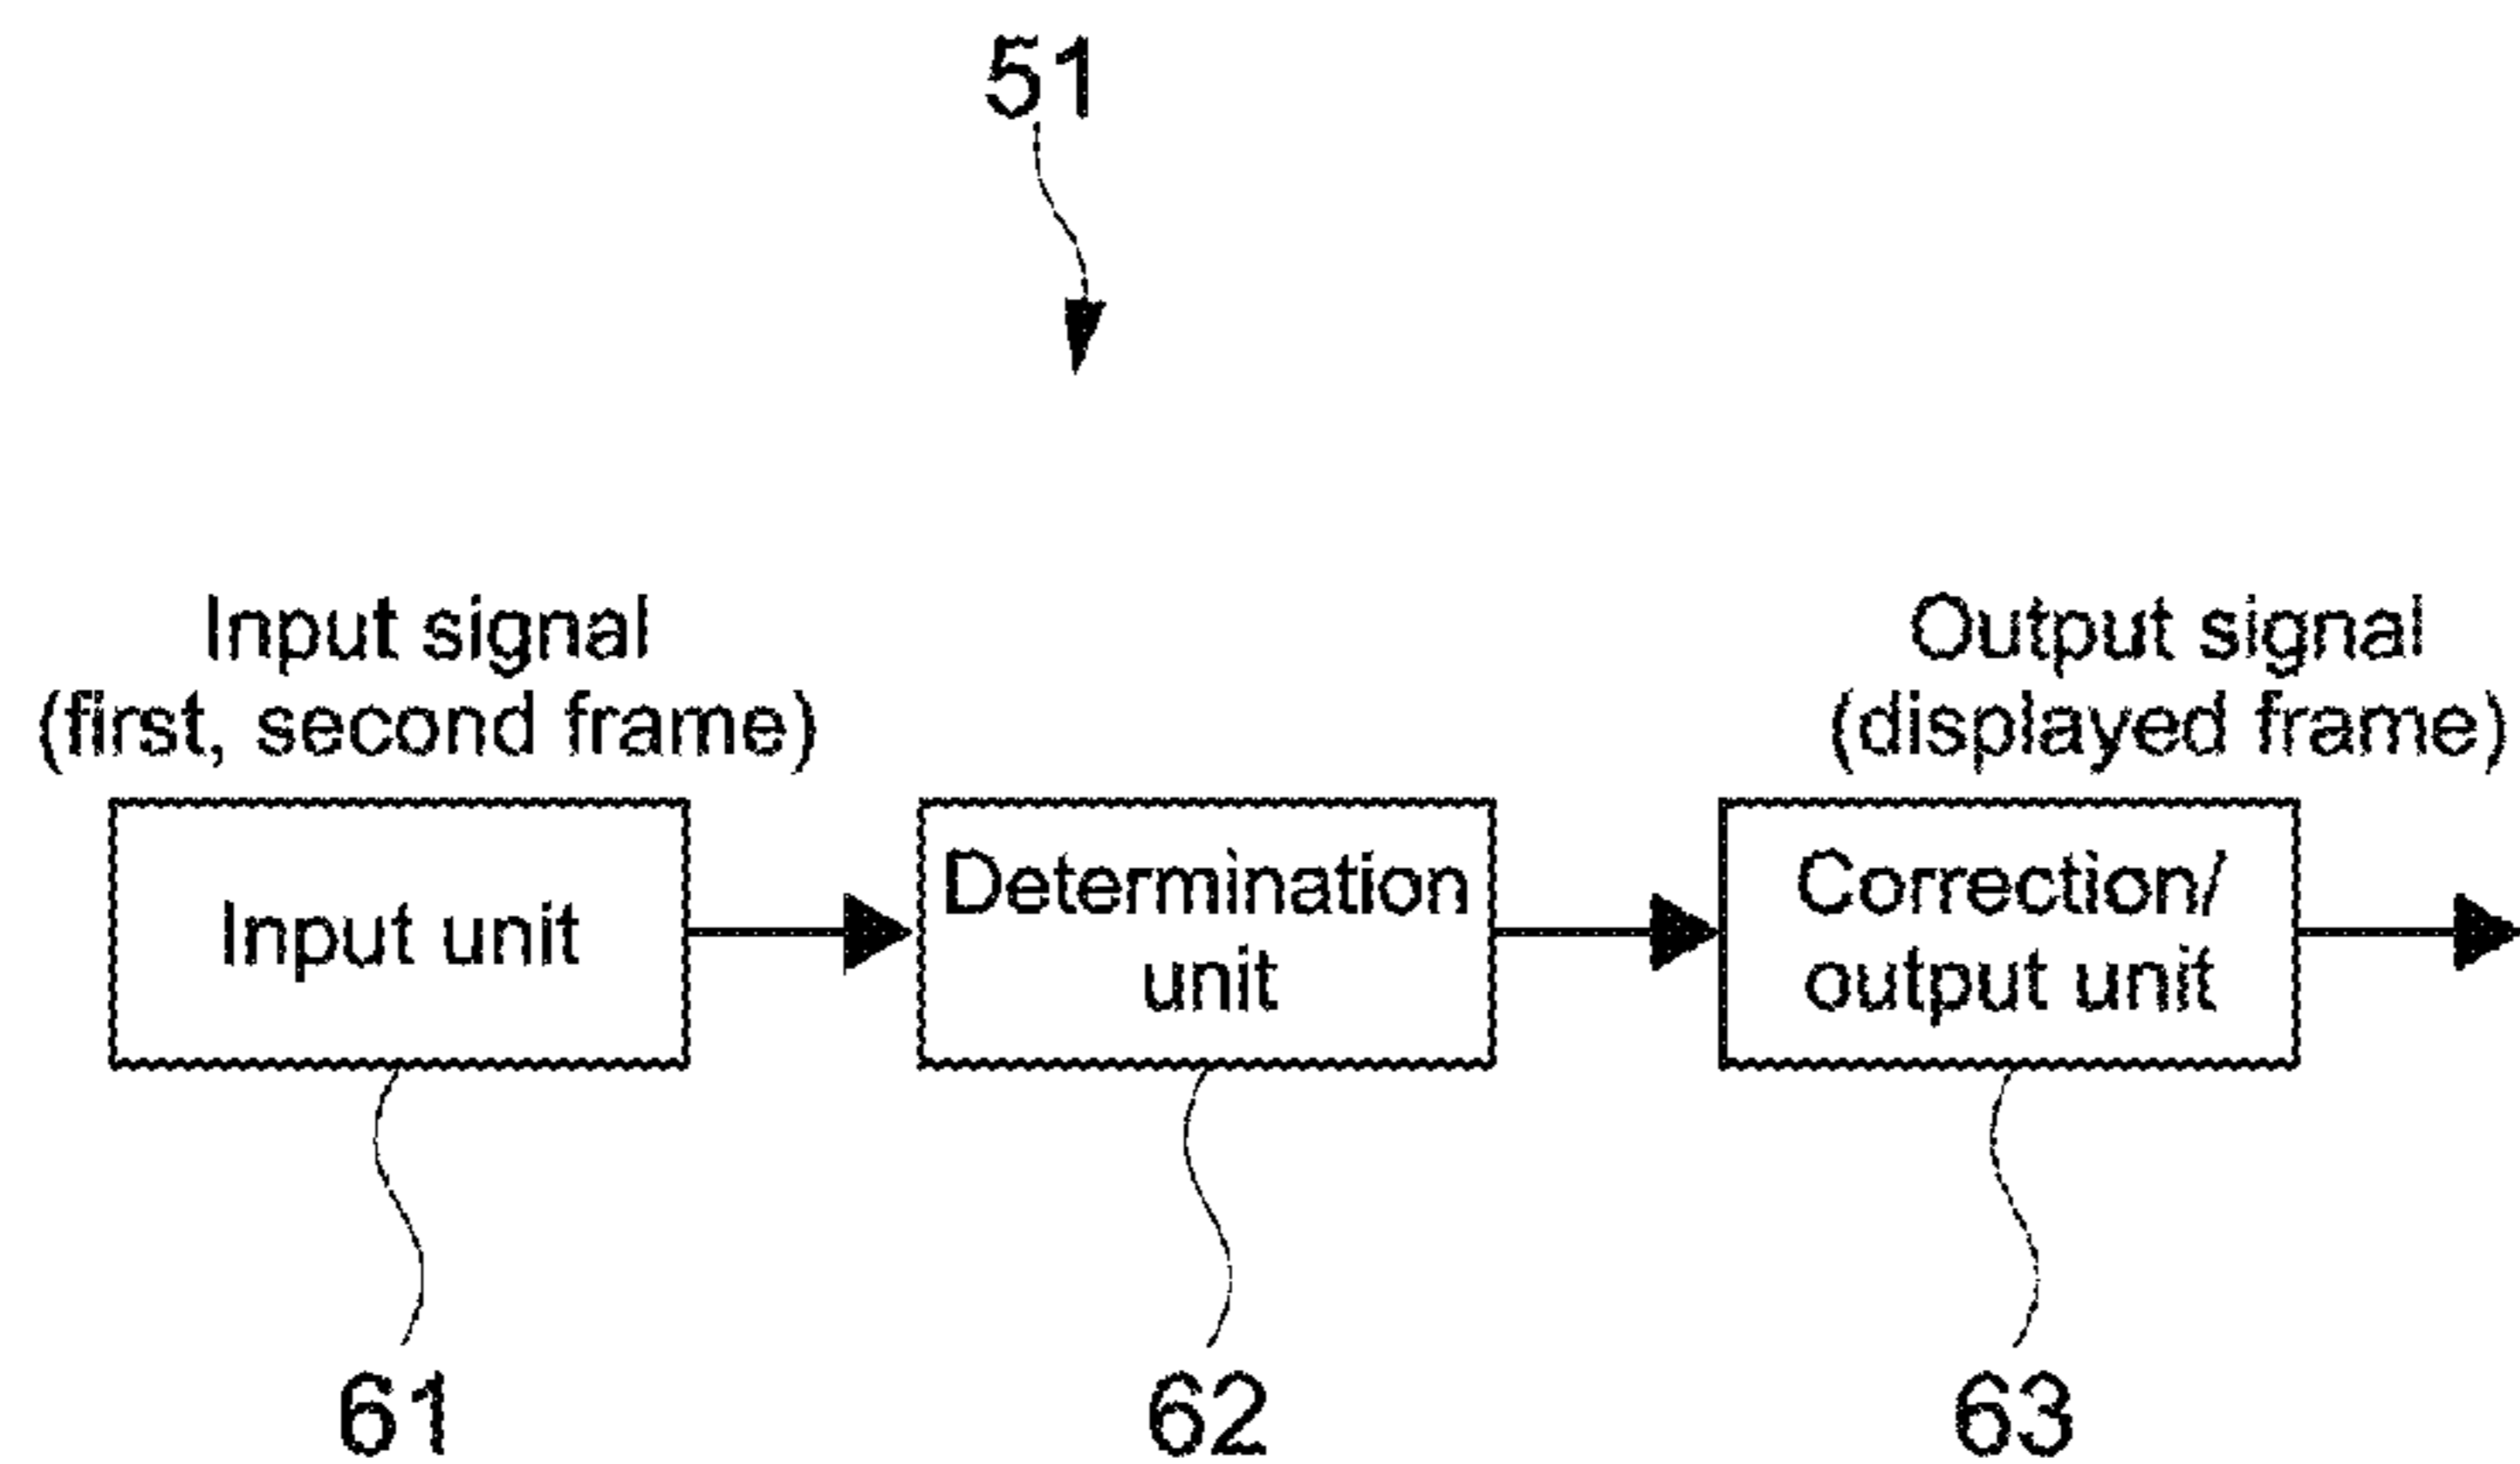 51
Input signal
(first, second frame)
Output signal
(displayed frame)
Input unit
Determination
unit
Correction/
output unit
61
62
63